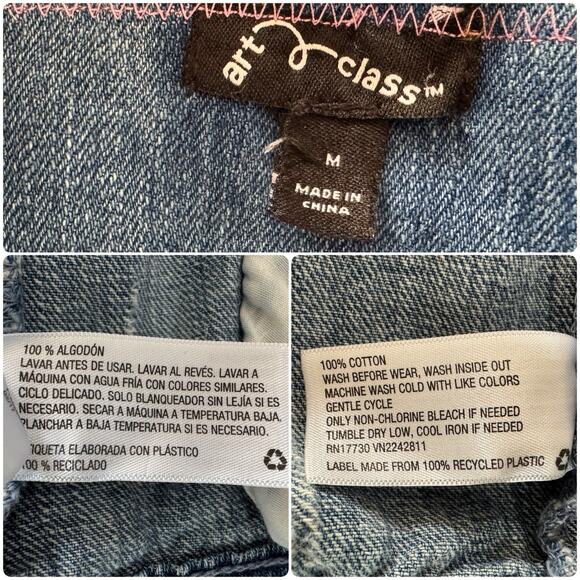 art class™
M
MADE IN
CHINA
100 % ALGODÓN
LAVAR ANTES DE USAR. LAVAR AL REVÉS. LAVAR A
MÁQUINA CON AGUA FRÍA CON COLORES SIMILARES.
CICLO DELICADO. SOLO BLANQUEADOR SIN LEJÍA SI ES
NECESARIO. SECAR A MÁQUINA A TEMPERATURA BAJA.
PLANCHAR A BAJA TEMPERATURA SI ES NECESARIO.
TIQUETA ELABORADA CON PLÁSTICO
00 % RECICLADO
100% COTTON
WASH BEFORE WEAR, WASH INSIDE OUT
MACHINE WASH COLD WITH LIKE COLORS
GENTLE CYCLE
ONLY NON-CHLORINE BLEACH IF NEEDED
TUMBLE DRY LOW, COOL IRON IF NEEDED
RN17730 VN2242811
LABEL MADE FROM 100% RECYCLED PLASTIC